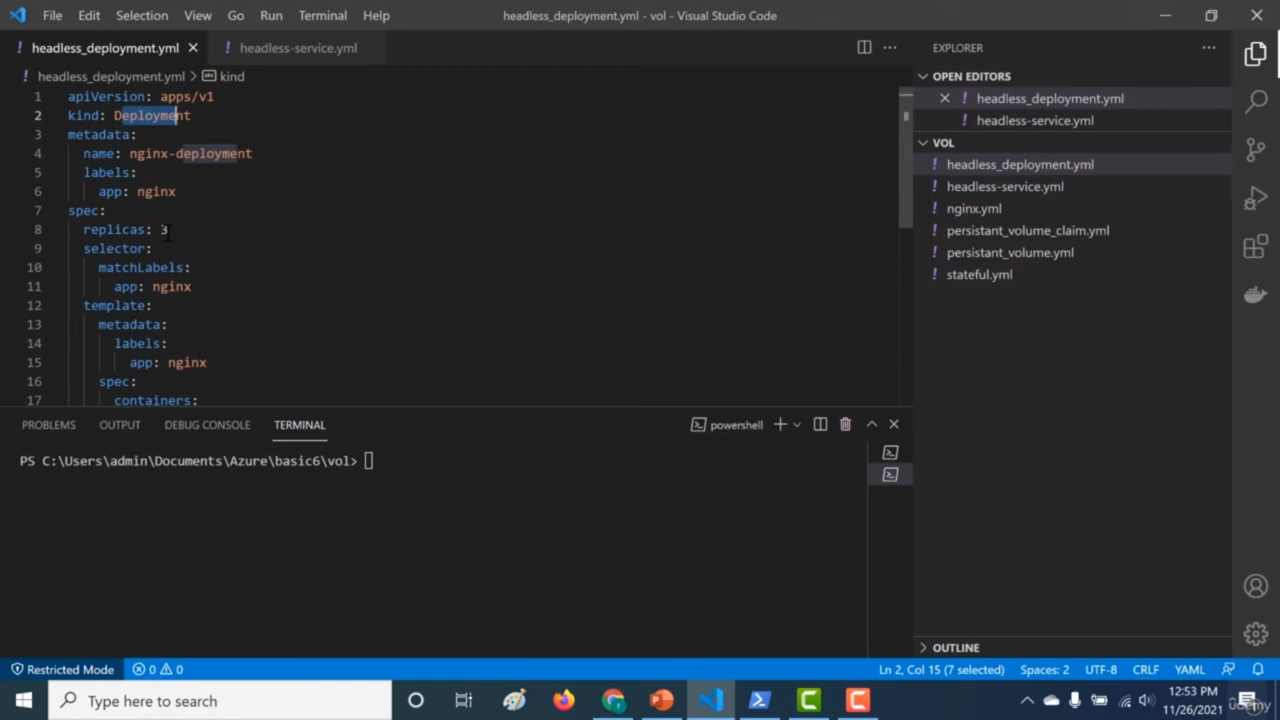 File Edit Selection View Go Run Terminal Help headless_deployment.yml - vol - Visual Studio Code
! headless_deployment.yml ! headless-service.yml
! headless_deployment.yml > kind
1 apiVersion: apps/v1
2 kind: Deployment
3 metadata:
4 name: nginx-deployment
5 labels:
6 app: nginx
7 spec:
8 replicas: 3
9 selector:
10 matchLabels:
11 app: nginx
12 template:
13 metadata:
14 labels:
15 app: nginx
16 spec:
17 containers:
EXPLORER
OPEN EDITORS
! headless_deployment.yml
! headless-service.yml
VOL
! headless_deployment.yml
! headless-service.yml
! nginx.yml
! persistant_volume_claim.yml
! persistant_volume.yml
! stateful.yml
OUTLINE
PROBLEMS OUTPUT DEBUG CONSOLE TERMINAL powershell
PS C:\Users\admin\Documents\Azure\basic6\vol>
Restricted Mode 0 0 Ln 2, Col 15 (7 selected) Spaces: 2 UTF-8 CRLF YAML
Type here to search
12:53 PM
11/26/2021
udemy